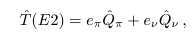 T̂(E2) = e_π Q̂_π + e_ν Q̂_ν ,